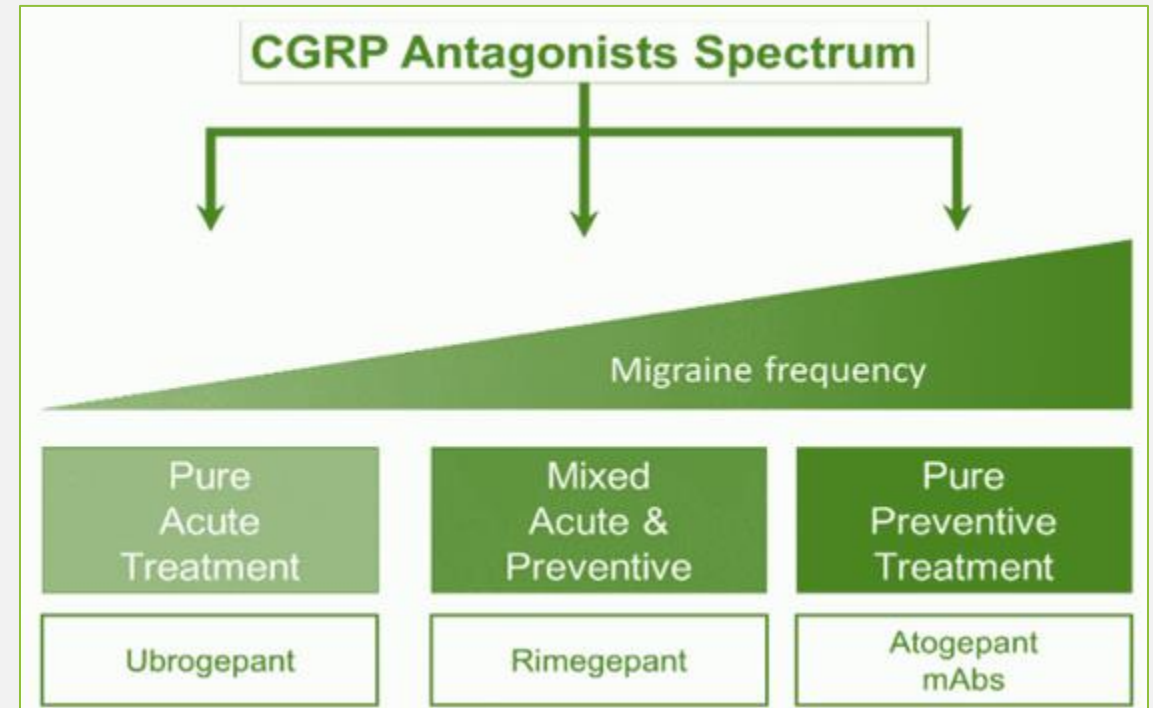 CGRP Antagonists Spectrum
Migraine frequency
Pure
Acute
Treatment
Mixed
Acute &
Preventive
Pure
Preventive
Treatment
Ubrogepant
Rimegepant
Atogepant
mAbs